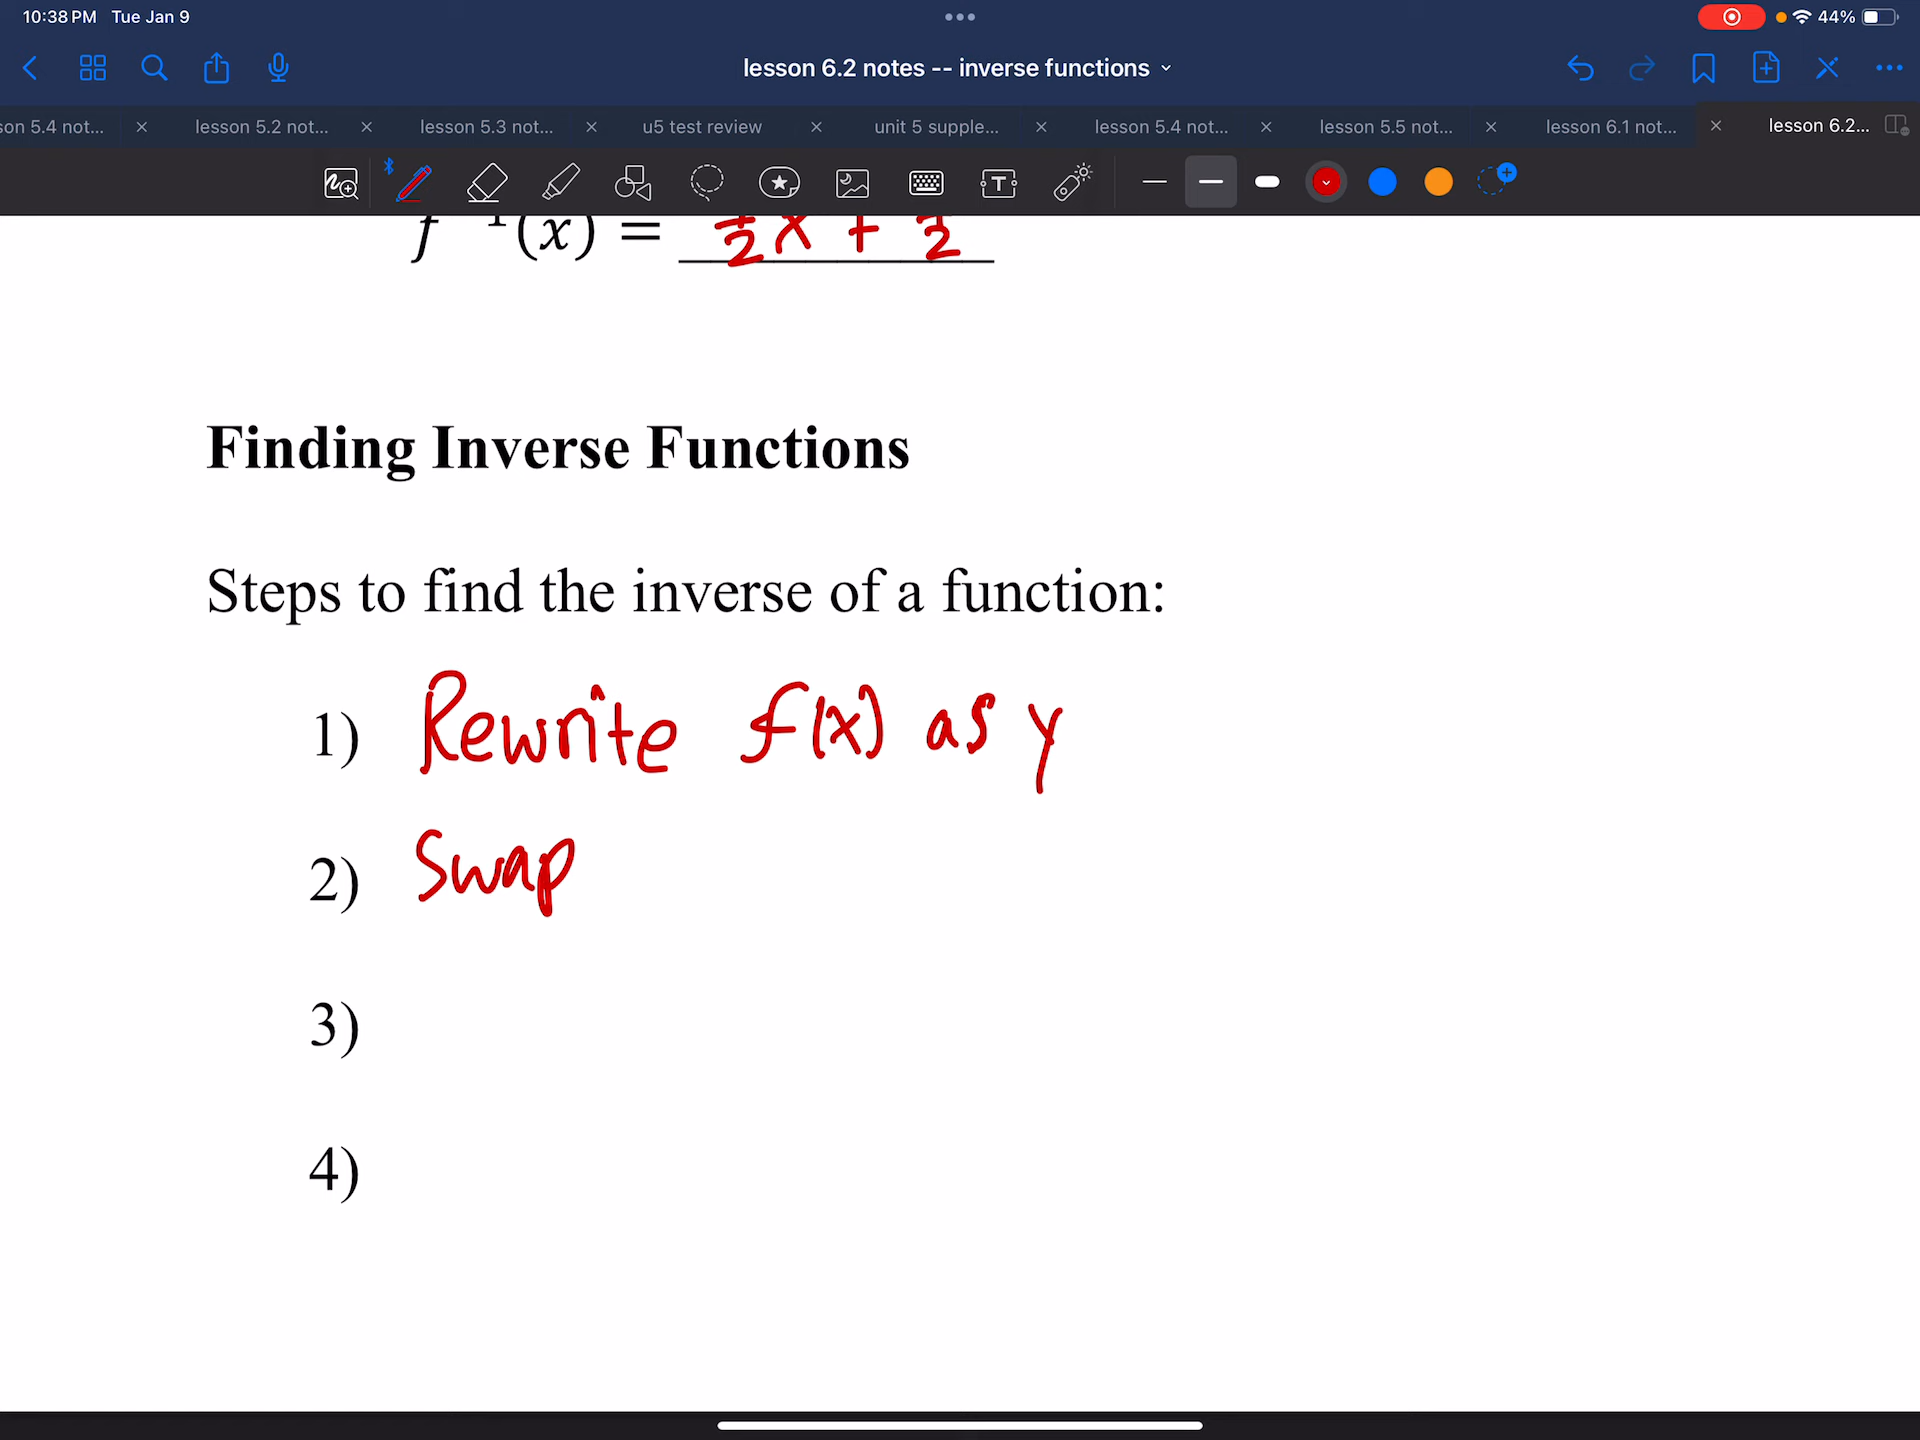 10:38 PM Tue Jan 9
44%
lesson 6.2 notes -- inverse functions
son 5.4 not... lesson 5.2 not... lesson 5.3 not... u5 test review unit 5 supple... lesson 5.4 not... lesson 5.5 not... lesson 6.1 not... lesson 6.2...
(x) = x +
Finding Inverse Functions
Steps to find the inverse of a function:
1) Rewrite f(x) as y
2) Swap
3)
4)